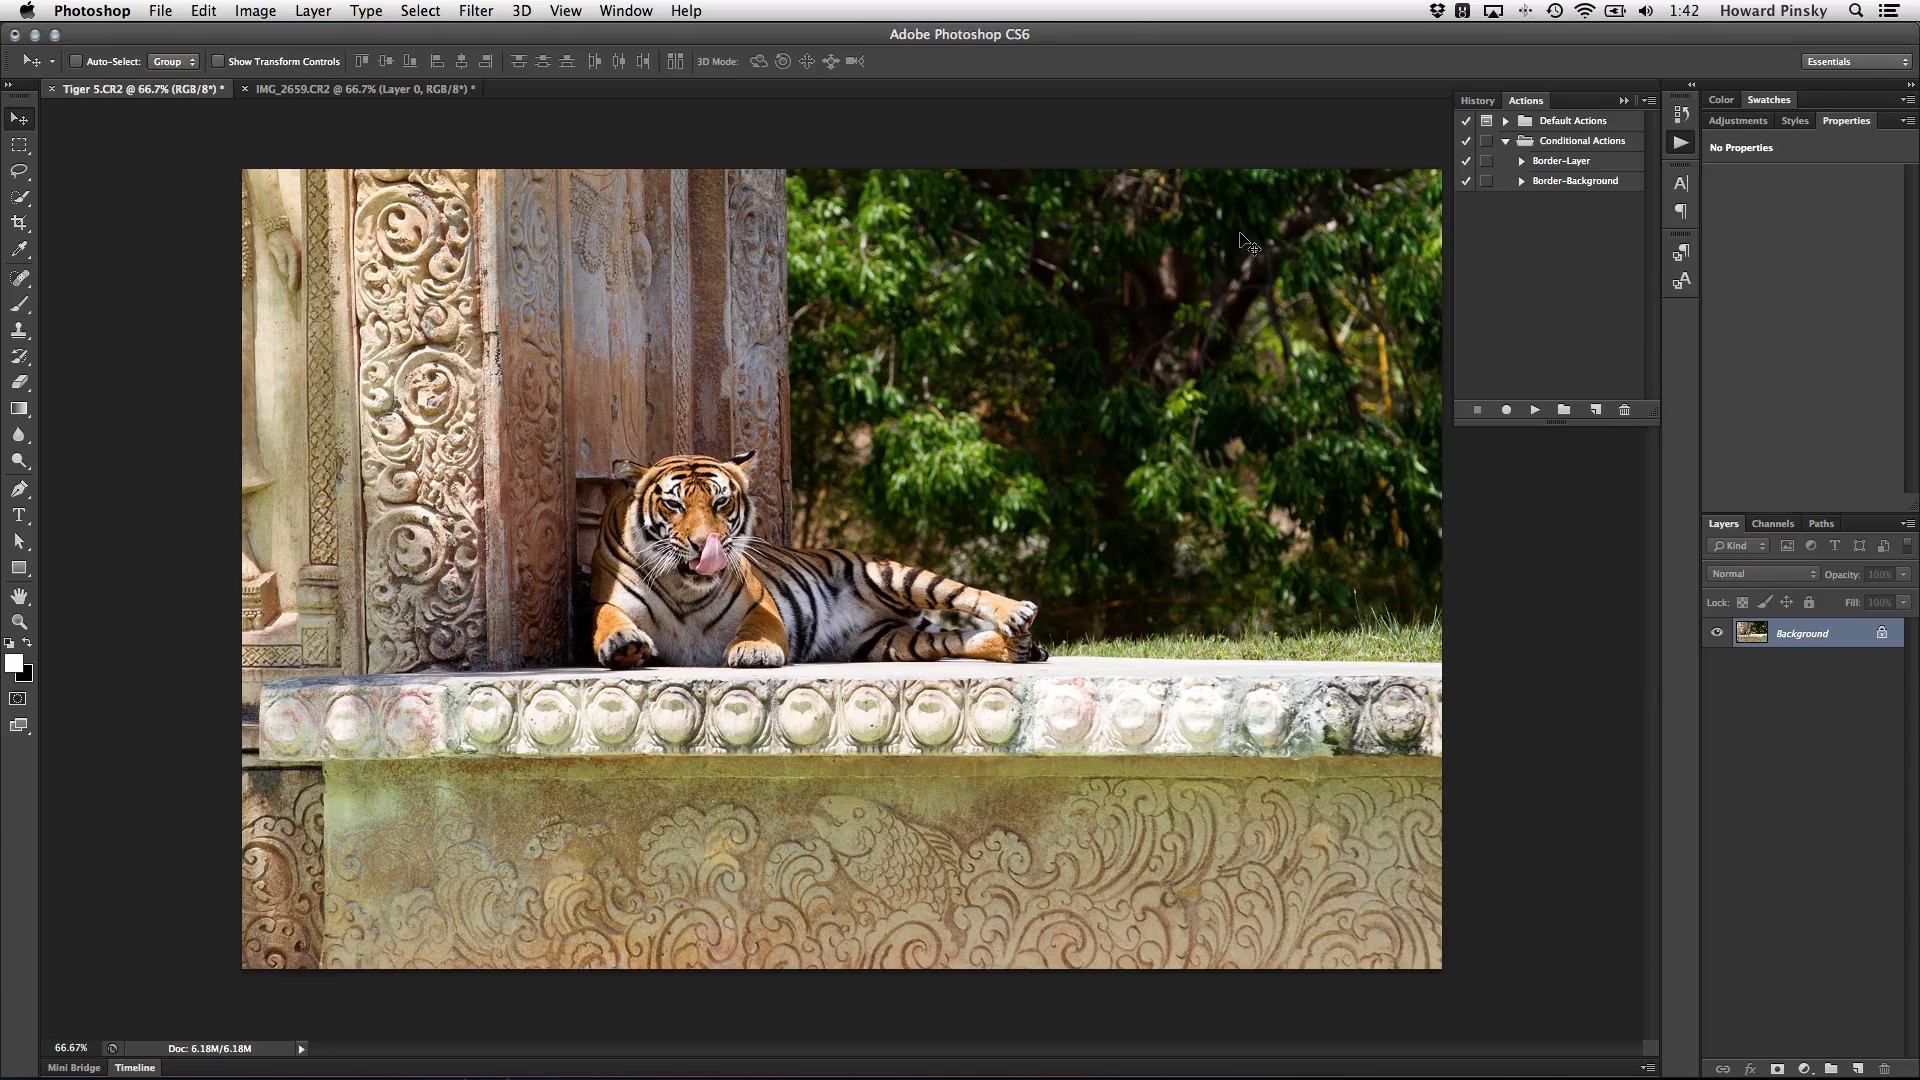 Photoshop File Edit Image Layer Type Select Filter 3D View Window Help 1:42 Howard Pinsky
Adobe Photoshop CS6
Auto-Select: Group Show Transform Controls 3D Mode: Essentials
Tiger 5.CR2 @ 66.7% (RGB/8*) * IMG_2659.CR2 @ 66.7% (Layer 0, RGB/8*) *
History Actions
Default Actions
Conditional Actions
Border-Layer
Border-Background
Color Swatches
Adjustments Styles Properties
No Properties
Layers Channels Paths
Kind
Normal Opacity: 100%
Lock: Fill: 100%
Background
66.67% Doc: 6.18M/6.18M
Mini Bridge Timeline